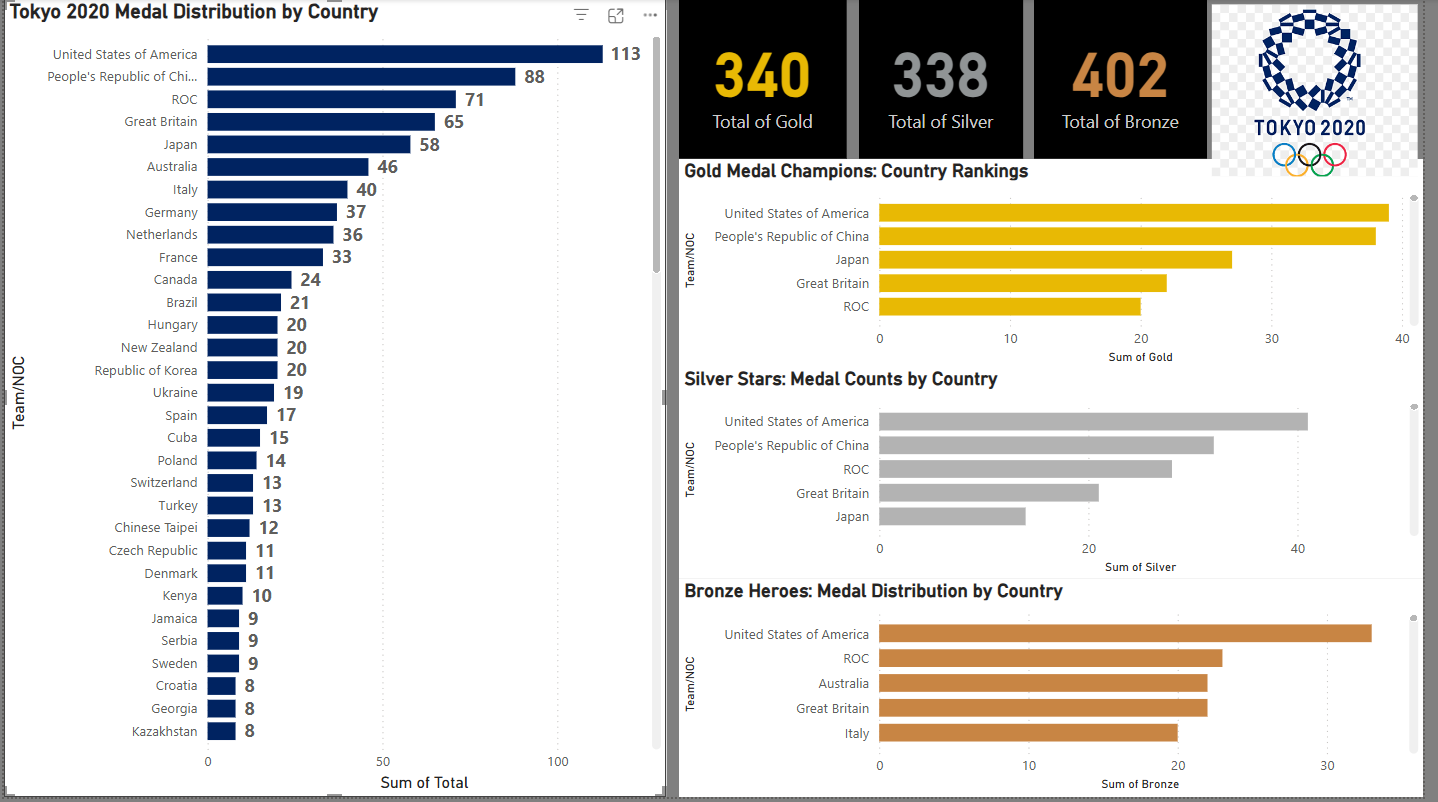 Tokyo 2020 Medal Distribution by Country
Team/NOC
United States of America 113
People's Republic of Chi... 88
ROC 71
Great Britain 65
Japan 58
Australia 46
Italy 40
Germany 37
Netherlands 36
France 33
Canada 24
Brazil 21
Hungary 20
New Zealand 20
Republic of Korea 20
Ukraine 19
Spain 17
Cuba 15
Poland 14
Switzerland 13
Turkey 13
Chinese Taipei 12
Czech Republic 11
Denmark 11
Kenya 10
Jamaica 9
Serbia 9
Sweden 9
Croatia 8
Georgia 8
Kazakhstan 8
0 50 100
Sum of Total
340
Total of Gold
338
Total of Silver
402
Total of Bronze
TM
TOKYO 2020
Gold Medal Champions: Country Rankings
Team/NOC
United States of America
People's Republic of China
Japan
Great Britain
ROC
0 10 20 30 40
Sum of Gold
Silver Stars: Medal Counts by Country
Team/NOC
United States of America
People's Republic of China
ROC
Great Britain
Japan
0 20 40
Sum of Silver
Bronze Heroes: Medal Distribution by Country
Team/NOC
United States of America
ROC
Australia
Great Britain
Italy
0 10 20 30
Sum of Bronze